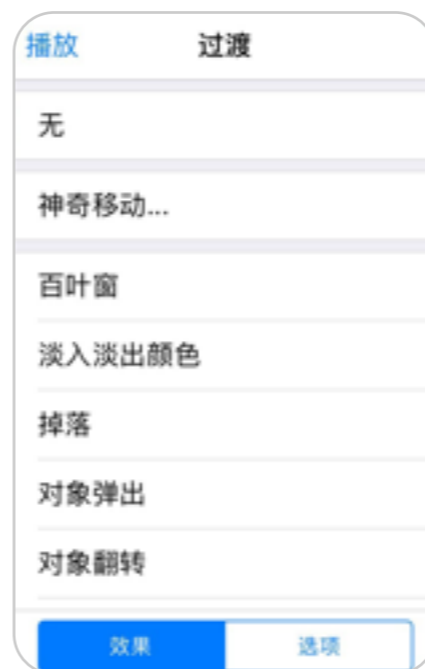 播放 过渡
无
神奇移动...
百叶窗
淡入淡出颜色
掉落
对象弹出
对象翻转
效果 选项